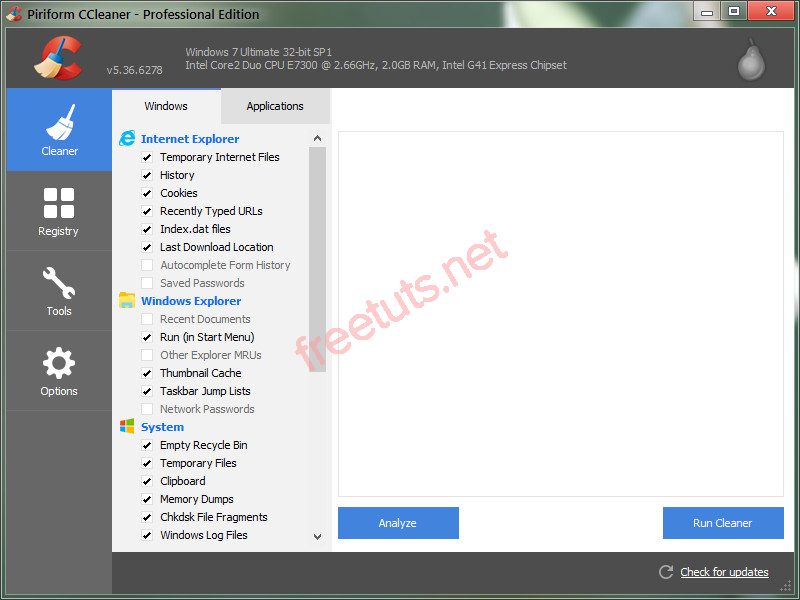 Piriform CCleaner - Professional Edition
v5.36.6278
Windows 7 Ultimate 32-bit SP1
Intel Core2 Duo CPU E7300 @ 2.66GHz, 2.0GB RAM, Intel G41 Express Chipset
Cleaner
Registry
Tools
Options
Windows
Applications
Internet Explorer
Temporary Internet Files
History
Cookies
Recently Typed URLs
Index.dat files
Last Download Location
Autocomplete Form History
Saved Passwords
Windows Explorer
Recent Documents
Run (in Start Menu)
Other Explorer MRUs
Thumbnail Cache
Taskbar Jump Lists
Network Passwords
System
Empty Recycle Bin
Temporary Files
Clipboard
Memory Dumps
Chkdsk File Fragments
Windows Log Files
freetuts.net
Analyze
Run Cleaner
Check for updates